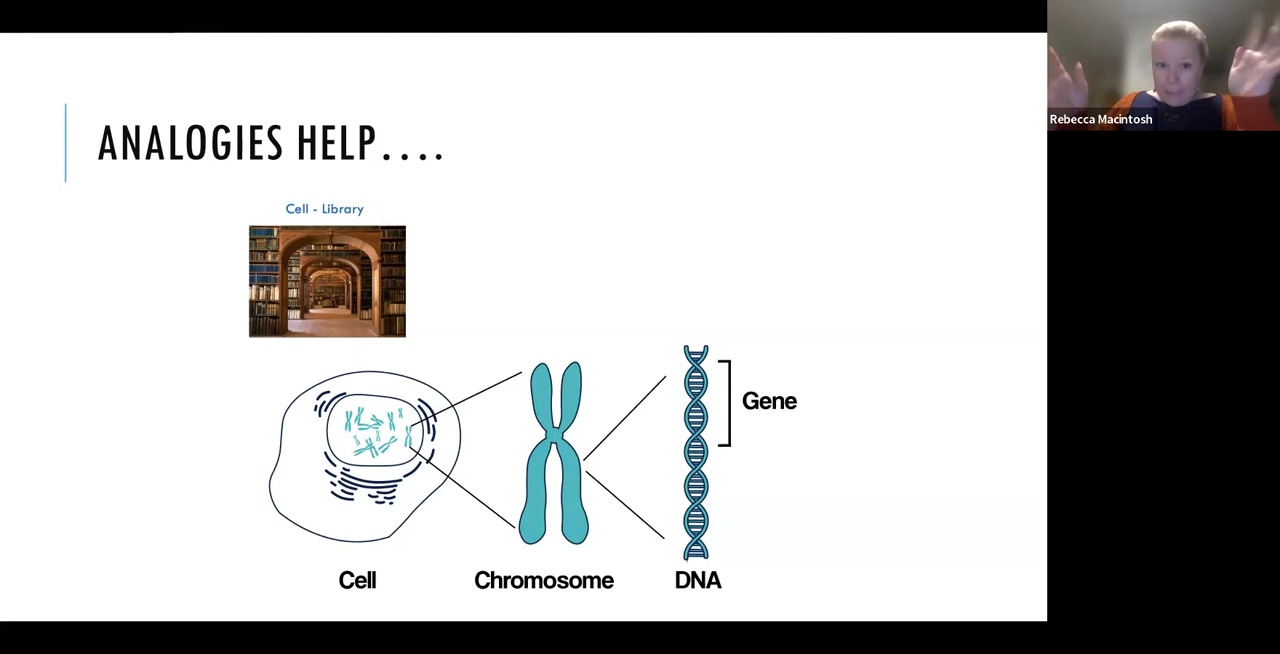 ANALOGIES HELP....
Cell - Library
Gene
Cell
Chromosome
DNA
Rebecca Macintosh